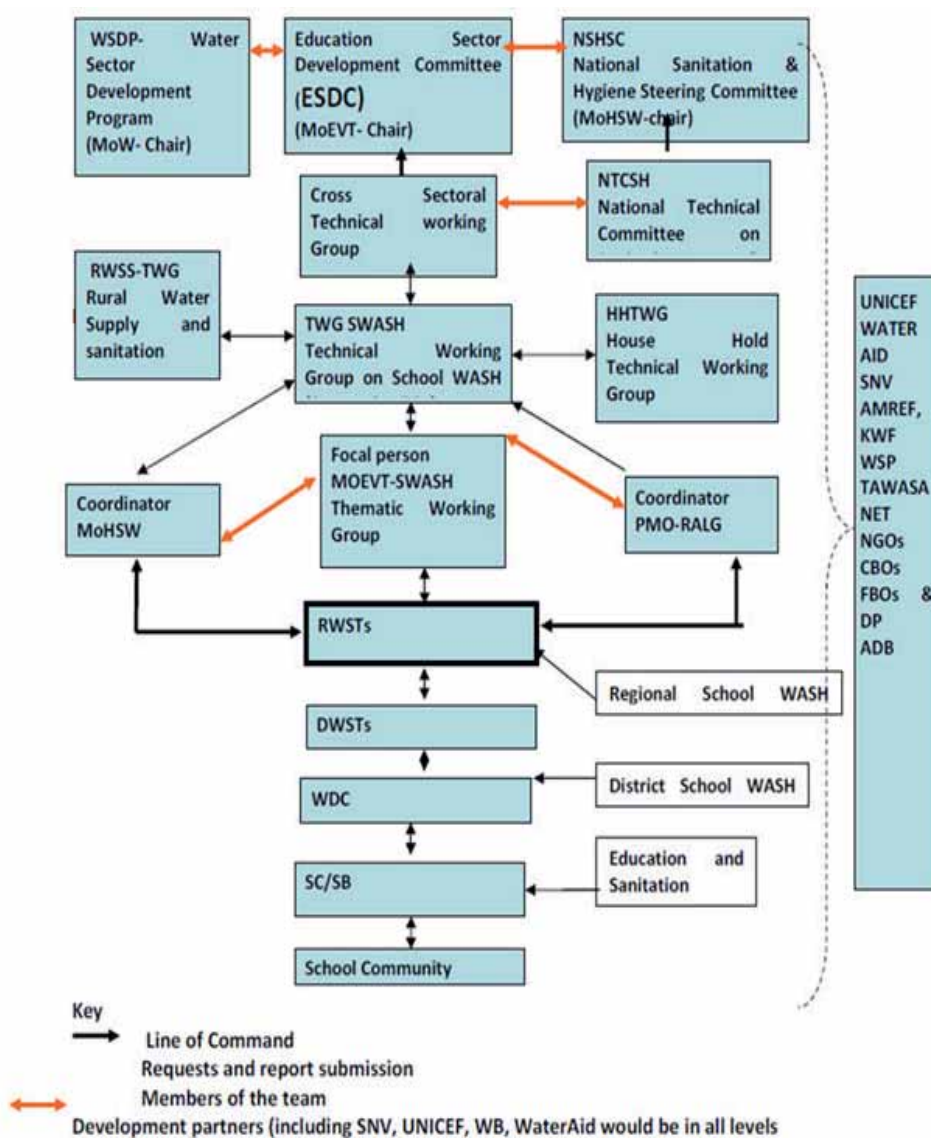 WSDP- Water
Sector
Development
Program
(MoW- Chair)
Education Sector
Development Committee
(ESDC)
(MoEVT- Chair)
NSHSC
National Sanitation &
Hygiene Steering Committee
(MoHSW-chair)
Cross Sectoral
Technical working
Group
NTCSH
National Technical
Committee on
RWSS-TWG
Rural Water
Supply and
sanitation
TWG SWASH
Technical Working
Group on School WASH
HHTWG
House Hold
Technical Working
Group
UNICEF
WATER
AID
SNV
AMREF,
KWF
WSP
TAWASA
NET
NGOs
CBOs
FBOs &
DP
ADB
Coordinator
MoHSW
Focal person
MOEVT-SWASH
Thematic Working
Group
Coordinator
PMO-RALG
RWSTs
Regional School WASH
DWSTs
District School WASH
WDC
Education and
Sanitation
SC/SB
School Community
Key
Line of Command
Requests and report submission
Members of the team
Development partners (including SNV, UNICEF, WB, WaterAid would be in all levels